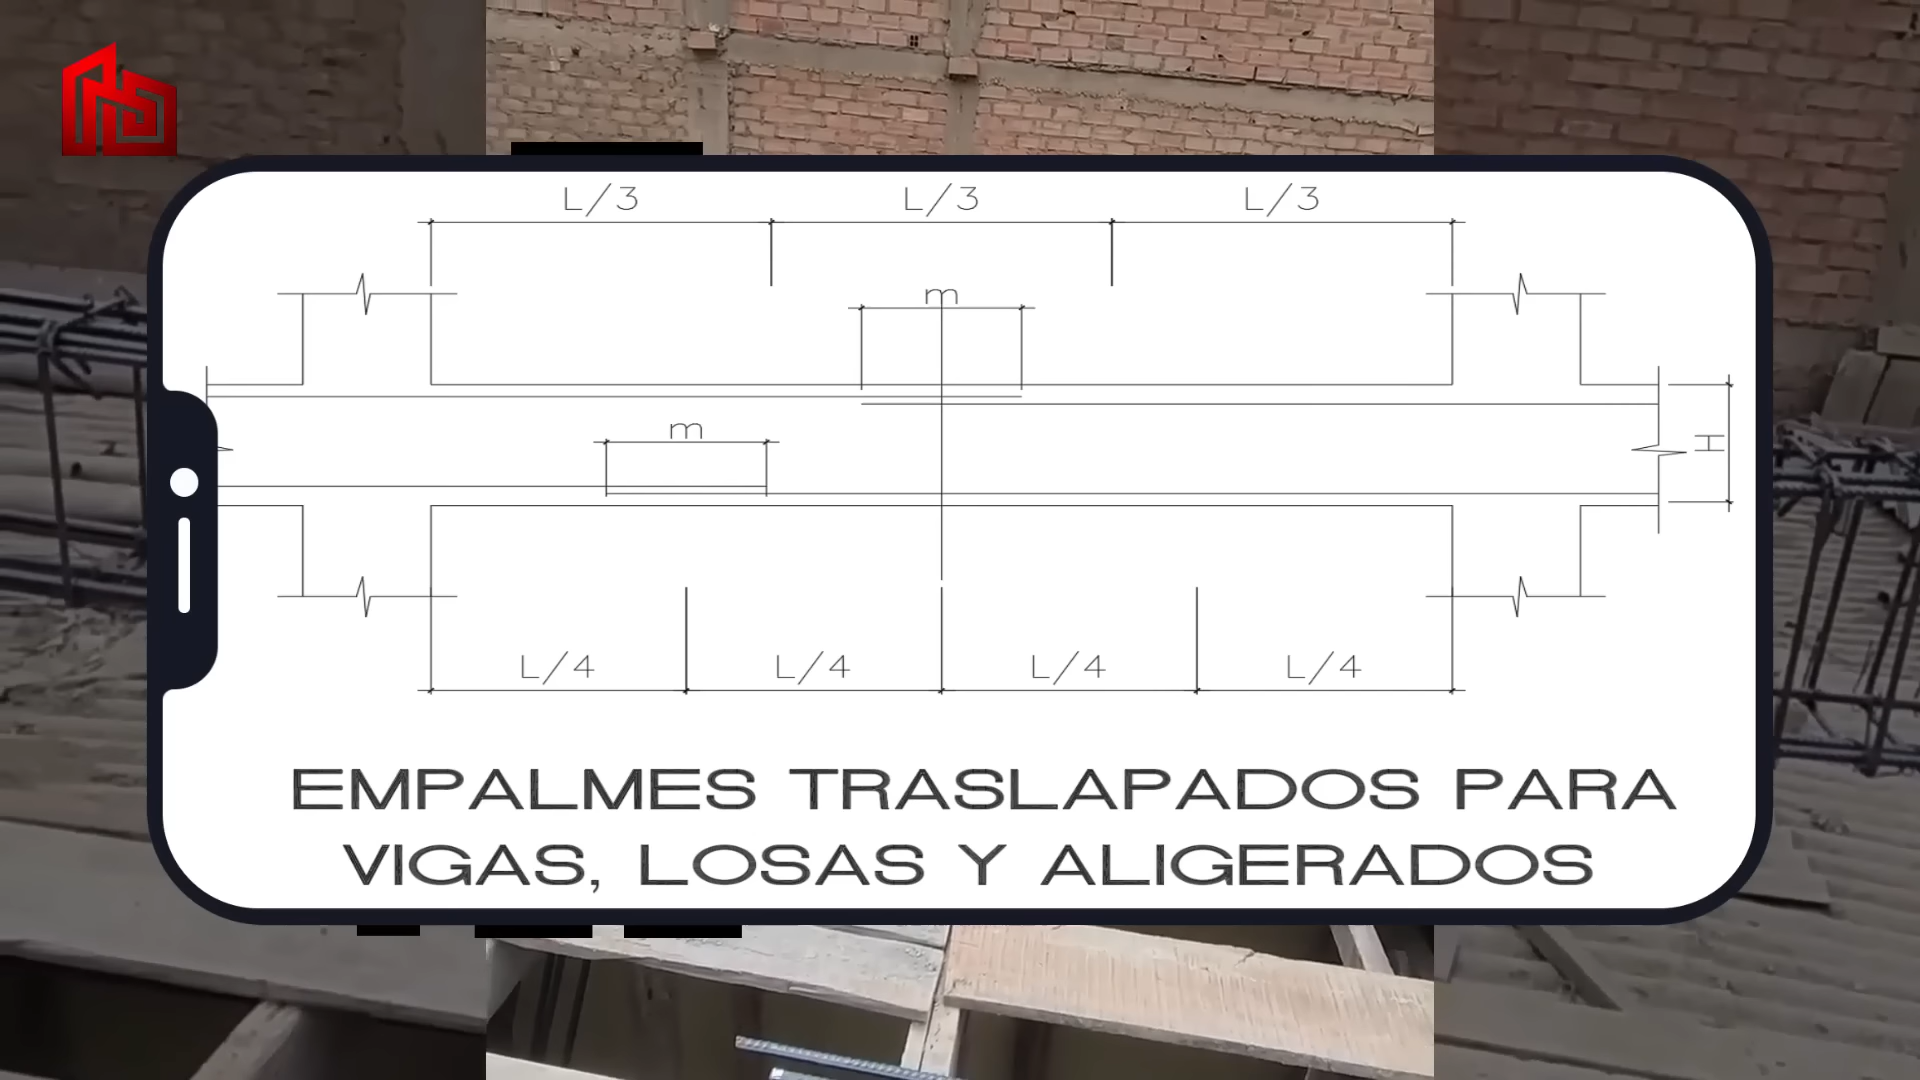 L/3 L/3 L/3
m
m
H
L/4 L/4 L/4 L/4
EMPALMES TRASLAPADOS PARA
VIGAS, LOSAS Y ALIGERADOS